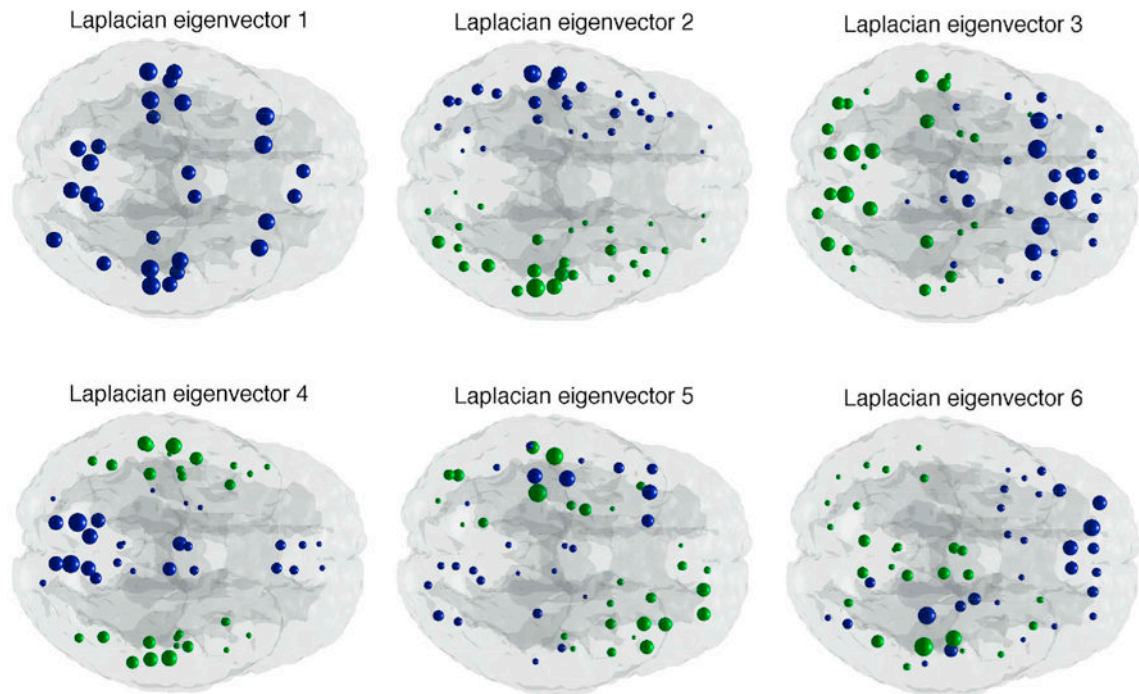 Laplacian eigenvector 1
Laplacian eigenvector 2
Laplacian eigenvector 3
Laplacian eigenvector 4
Laplacian eigenvector 5
Laplacian eigenvector 6